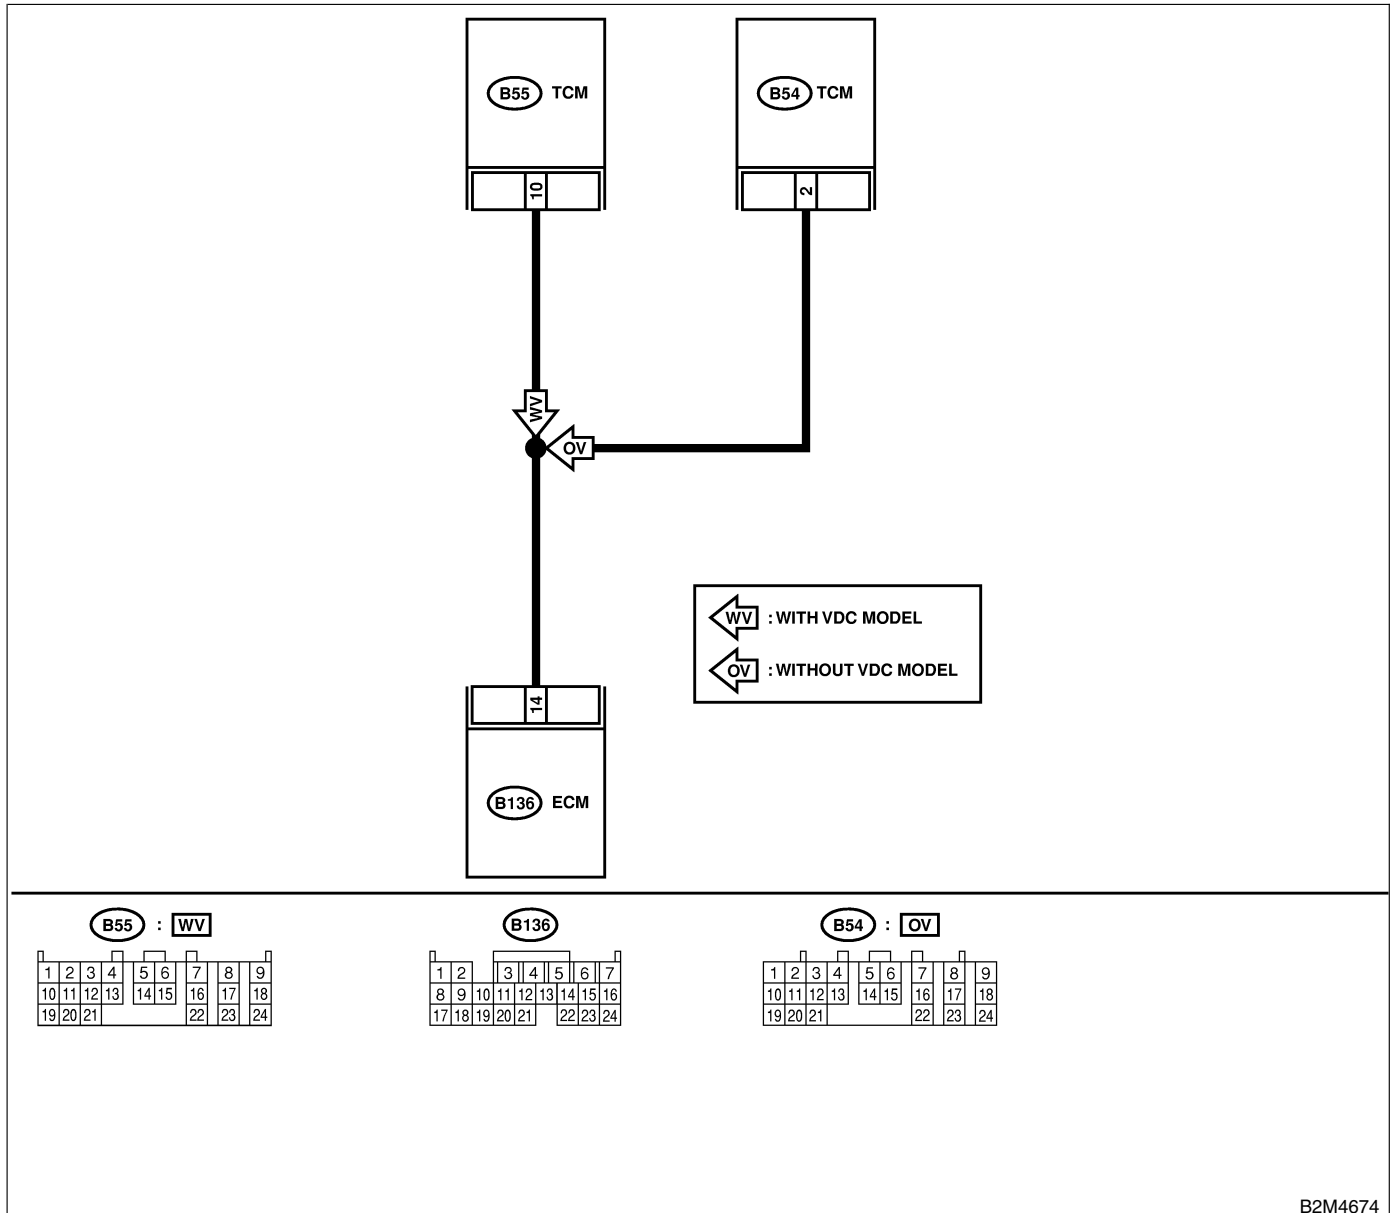 B55 TCM
B54 TCM
10
2
WV
OV
WV : WITH VDC MODEL
OV : WITHOUT VDC MODEL
14
B136 ECM
B55 : WV
B136
B54 : OV
1 2 3 4 5 6 7 8 9
10 11 12 13 14 15 16 17 18
19 20 21 22 23 24
1 2 3 4 5 6 7
8 9 10 11 12 13 14 15 16
17 18 19 20 21 22 23 24
1 2 3 4 5 6 7 8 9
10 11 12 13 14 15 16 17 18
19 20 21 22 23 24
B2M4674